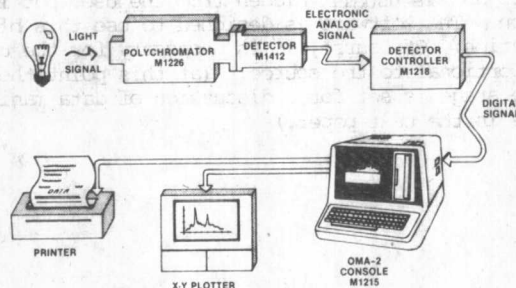 LIGHT
SIGNAL
POLYCHROMATOR
M1226
DETECTOR
M1412
ELECTRONIC
ANALOG
SIGNAL
DETECTOR
CONTROLLER
M1218
DIGITAL
SIGNAL
DATA
PRINTER
X-Y PLOTTER
OMA-2
CONSOLE
M1215